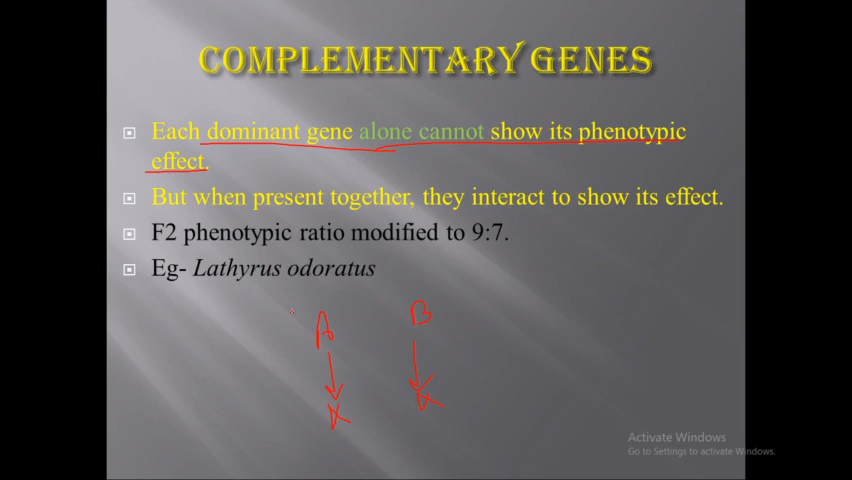 COMPLEMENTARY GENES
Each dominant gene alone cannot show its phenotypic
effect.
But when present together, they interact to show its effect.
F2 phenotypic ratio modified to 9:7.
Eg- Lathyrus odoratus
A B
Activate Windows
Go to Settings to activate Windows.